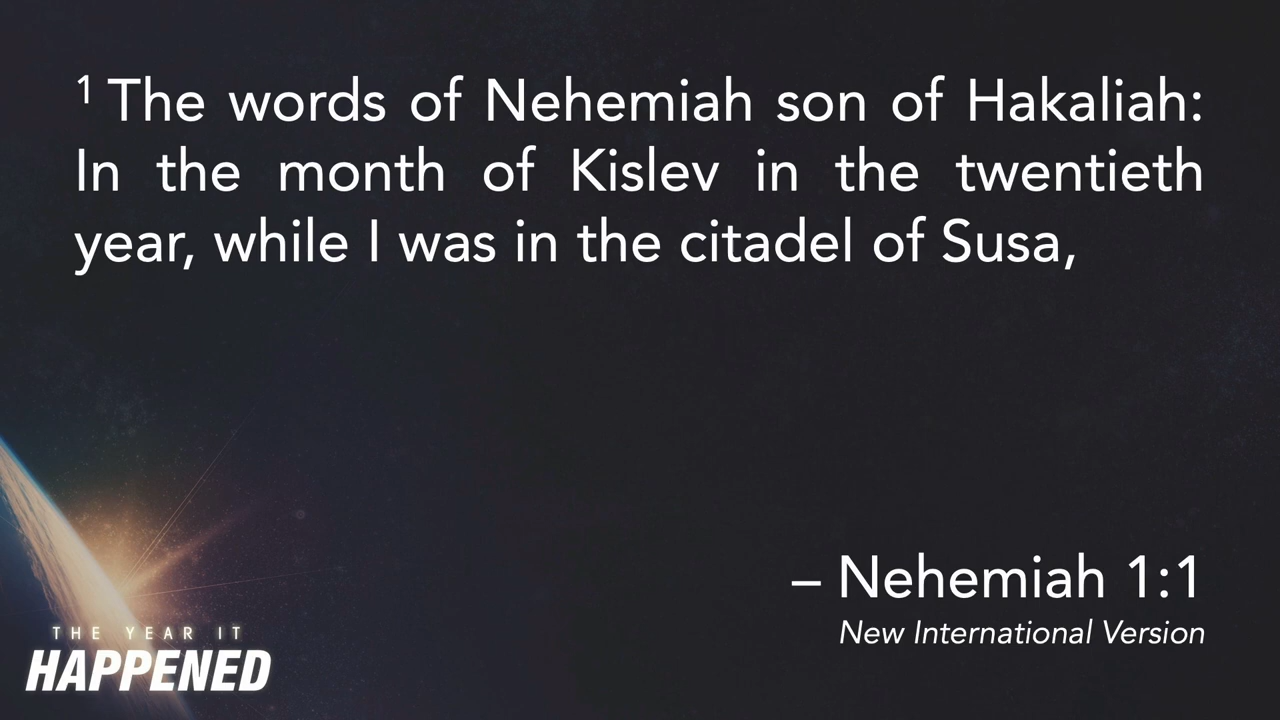 ¹ The words of Nehemiah son of Hakaliah:
In the month of Kislev in the twentieth
year, while I was in the citadel of Susa,
– Nehemiah 1:1
New International Version
THE YEAR IT
HAPPENED